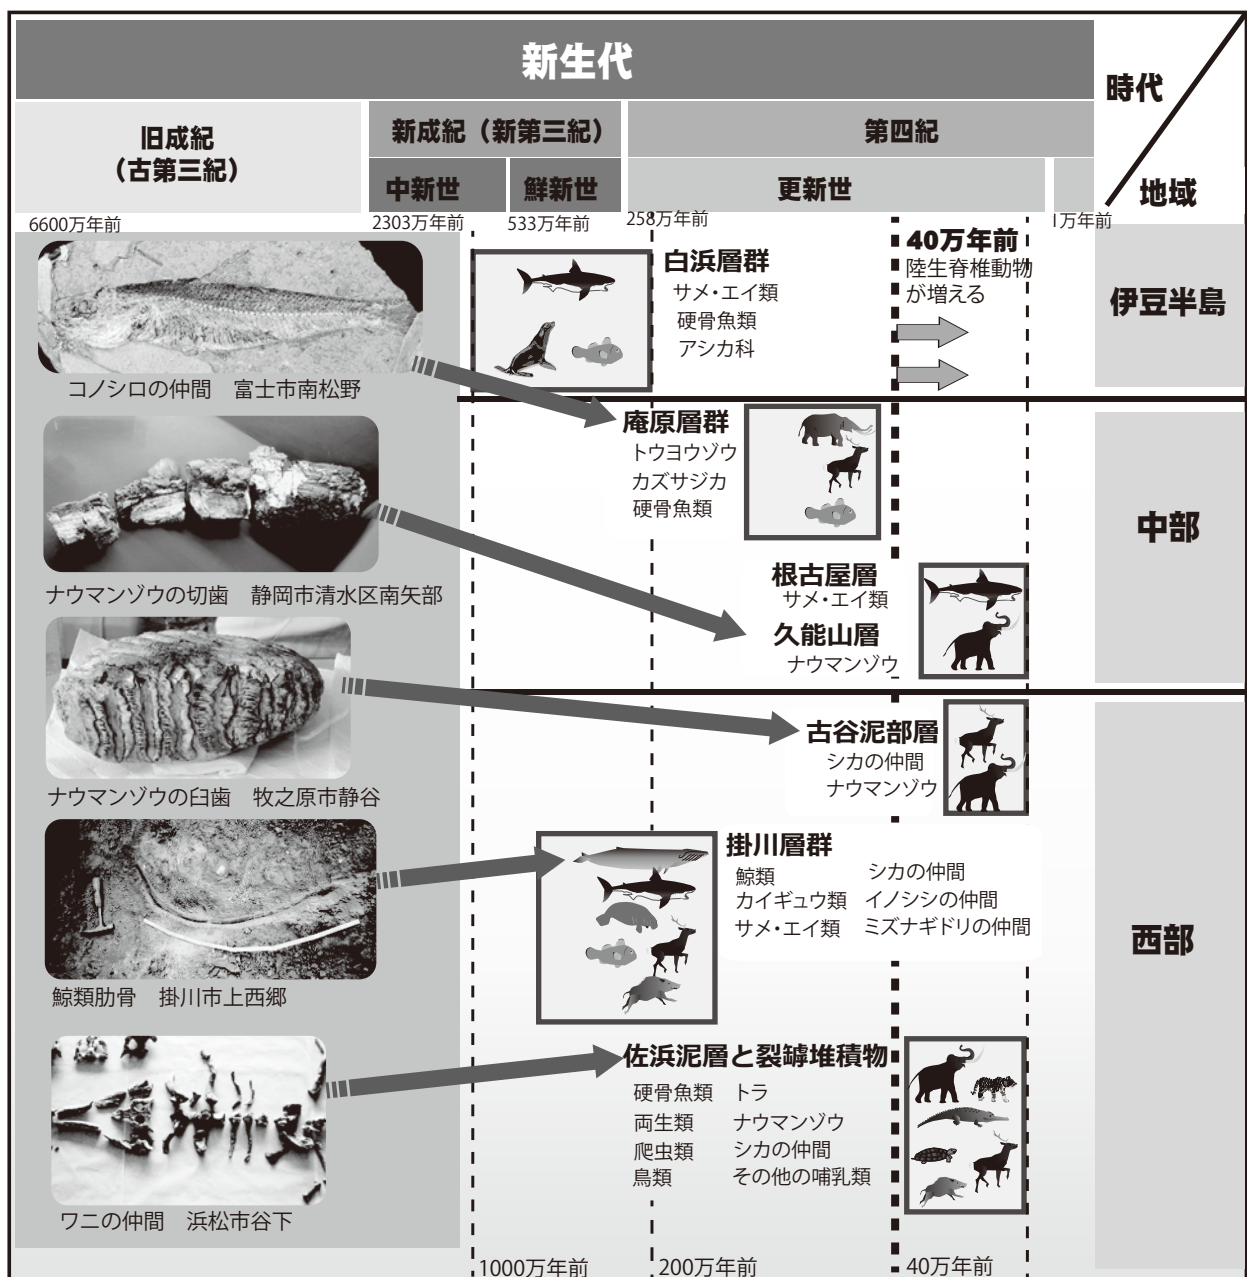 新生代
時代
地域
旧成紀
（古第三紀）
新成紀（新第三紀）
第四紀
中新世
鮮新世
更新世
6600万年前
2303万年前
533万年前
258万年前
1万年前
コノシロの仲間　富士市南松野
ナウマンゾウの切歯　静岡市清水区南矢部
ナウマンゾウの臼歯　牧之原市静谷
鯨類肋骨　掛川市上西郷
ワニの仲間　浜松市谷下
白浜層群
サメ・エイ類
硬骨魚類
アシカ科
40万年前
陸生脊椎動物
が増える
伊豆半島
庵原層群
トウヨウゾウ
カズサジカ
硬骨魚類
根古屋層
サメ・エイ類
久能山層
ナウマンゾウ
中部
古谷泥部層
シカの仲間
ナウマンゾウ
掛川層群
鯨類　シカの仲間
カイギュウ類　イノシシの仲間
サメ・エイ類　ミズナギドリの仲間
西部
佐浜泥層と裂罅堆積物
硬骨魚類　トラ
両生類　ナウマンゾウ
爬虫類　シカの仲間
鳥類　その他の哺乳類
1000万年前
200万年前
40万年前